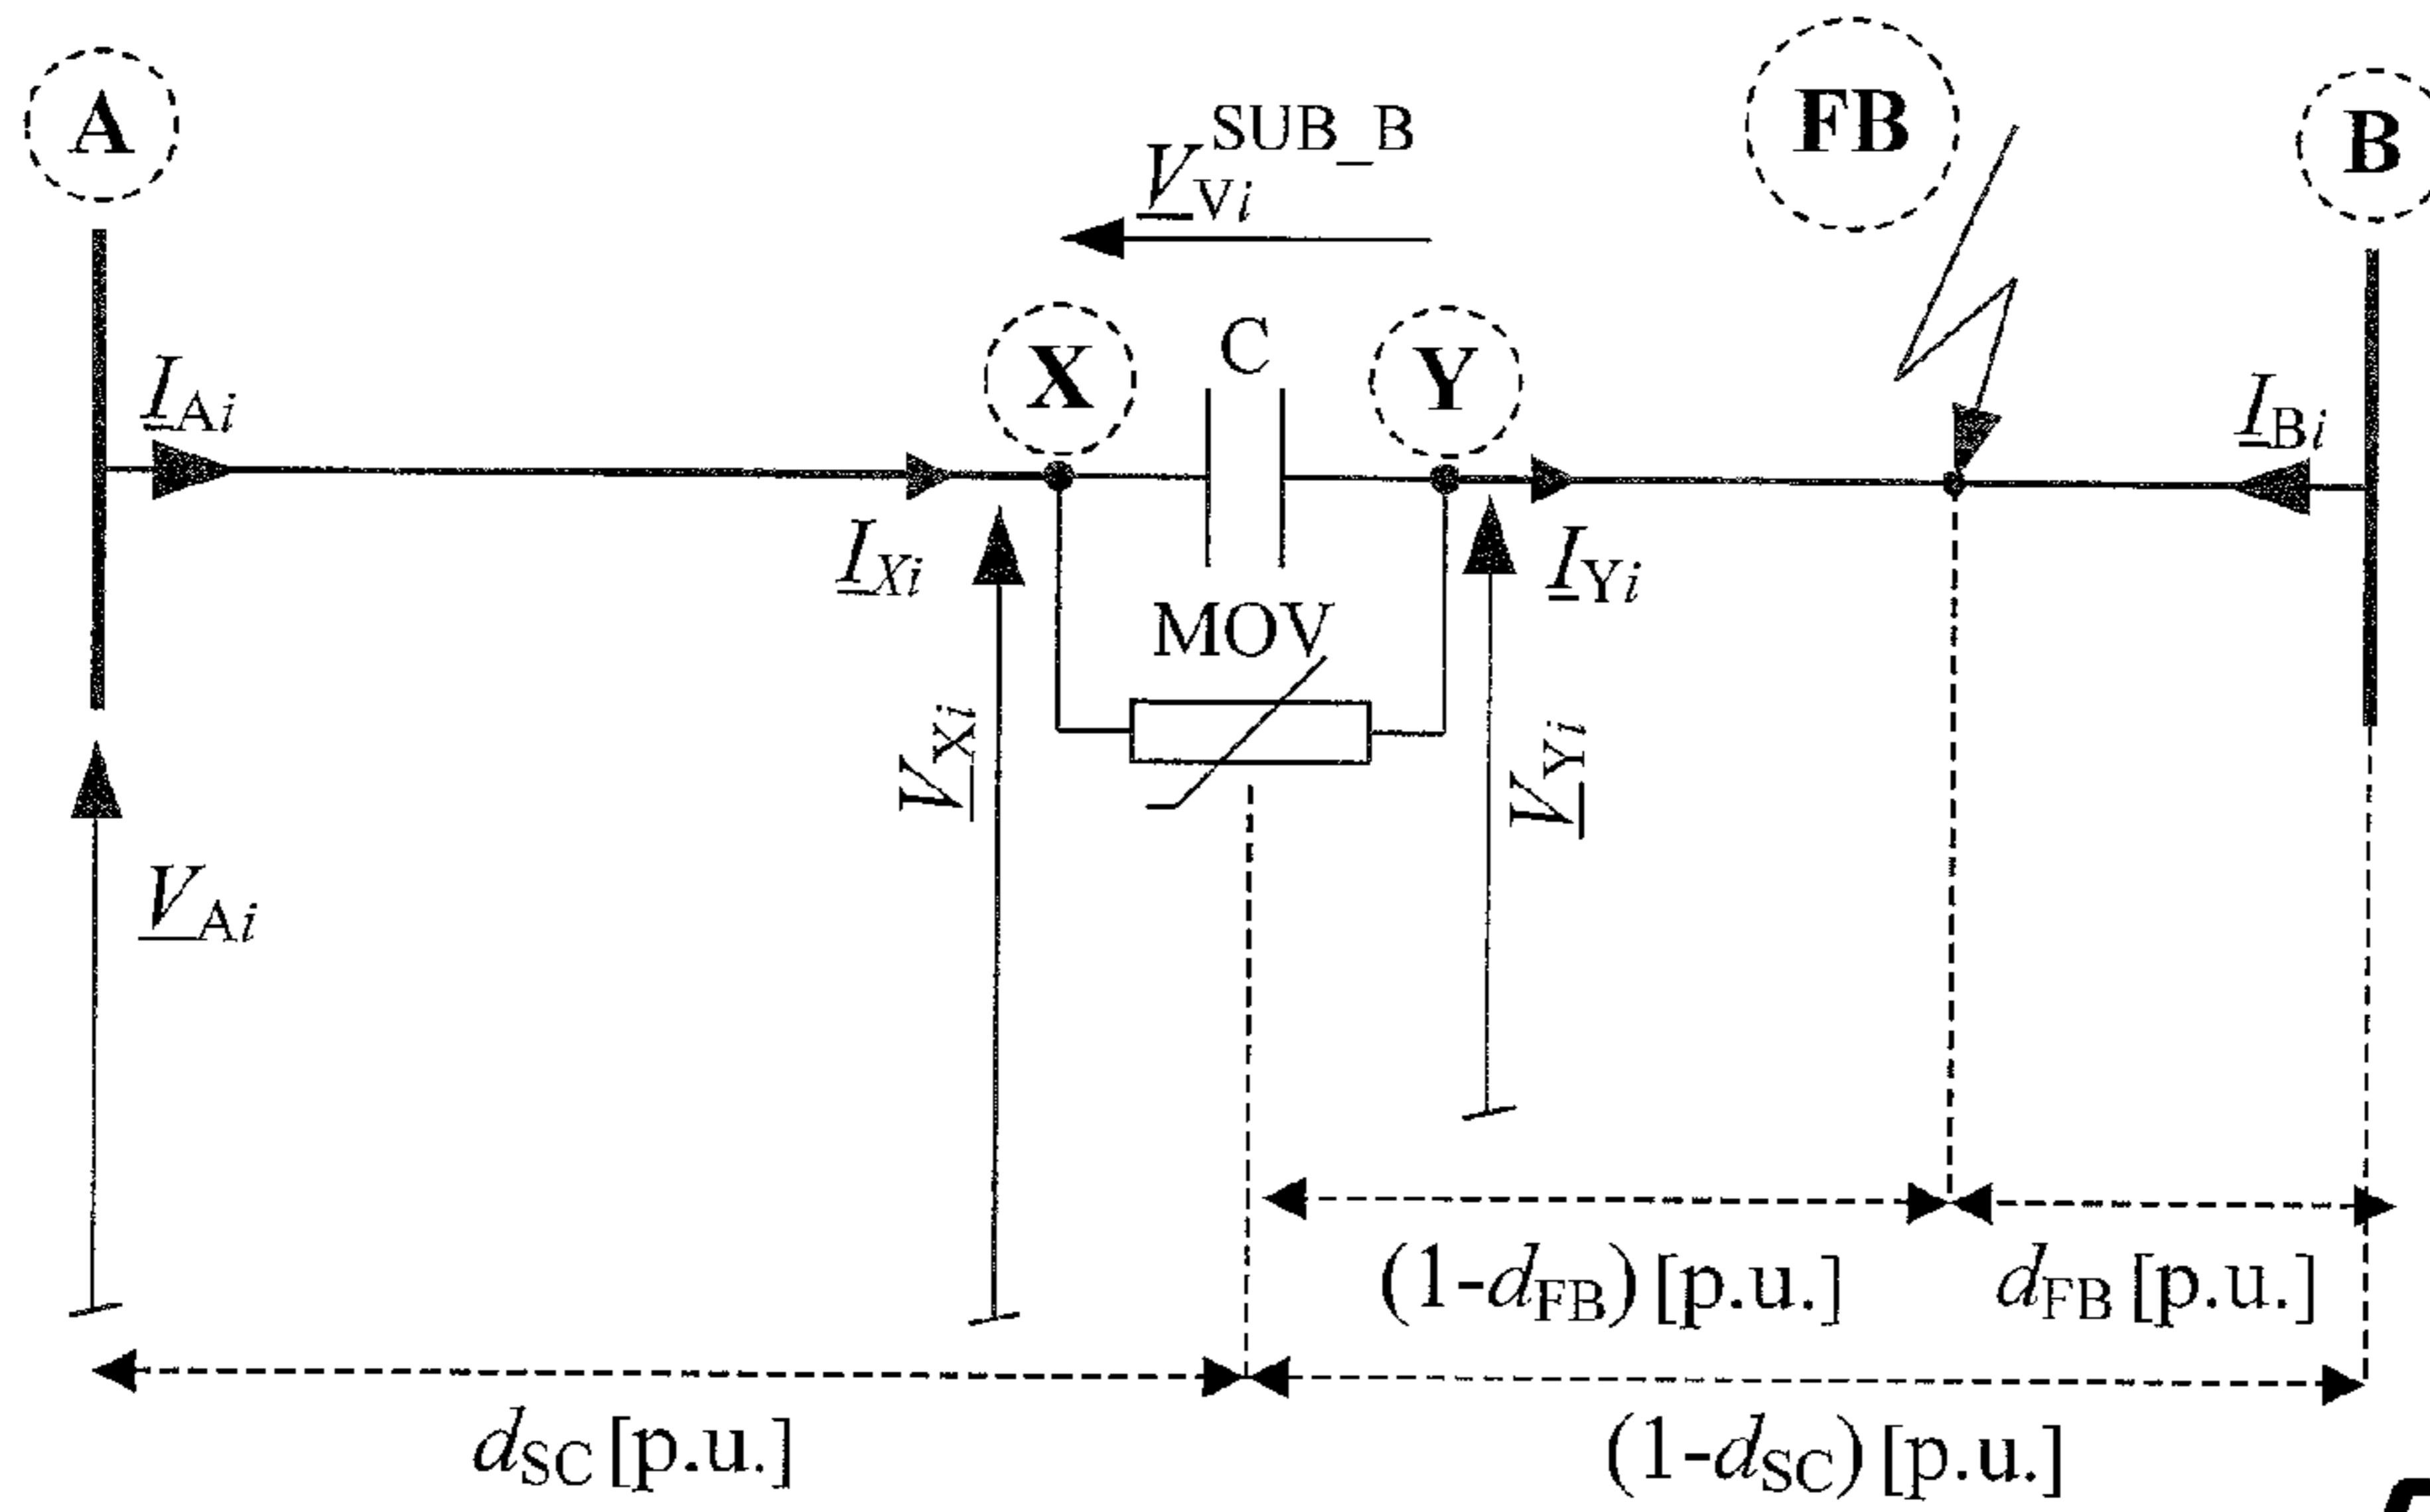 A
B
FB
V_Vi^SUB_B
X
C
Y
I_Ai
I_Bi
I_Xi
I_Yi
MOV
V_Xi
V_Yi
V_Ai
(1-d_FB) [p.u.]
d_FB [p.u.]
d_SC [p.u.]
(1-d_SC) [p.u.]